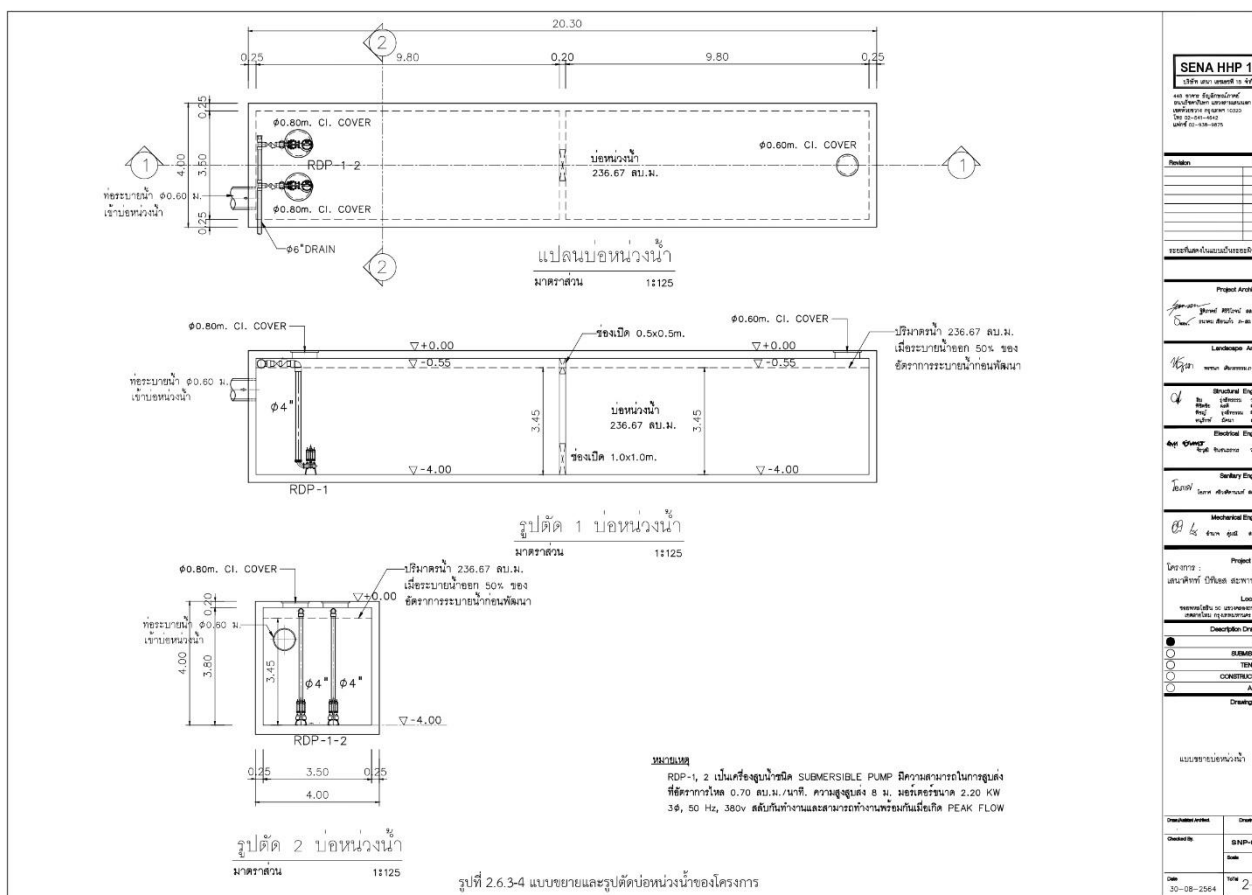 20.30
0.25
9.80
0.20
9.80
0.25
2
0.25
4.00
3.50
0.25
1
1
ø0.80m. CI. COVER
RDP-1-2
ø0.80m. CI. COVER
ø0.60m. CI. COVER
บ่อหน่วงน้ำ
236.67 ลบ.ม.
ท่อระบายน้ำ ø0.60 ม.
เข้าบ่อหน่วงน้ำ
ø6"DRAIN
2
แปลนบ่อหน่วงน้ำ
มาตราส่วน 1:125
ø0.80m. CI. COVER
+0.00
-0.55
ช่องเปิด 0.5x0.5m.
ø0.60m. CI. COVER
+0.00
-0.55
ปริมาตรน้ำ 236.67 ลบ.ม.
เมื่อระบายน้ำออก 50% ของ
อัตราการระบายน้ำก่อนพัฒนา
ท่อระบายน้ำ ø0.60 ม.
เข้าบ่อหน่วงน้ำ
ø4"
3.45
บ่อหน่วงน้ำ
236.67 ลบ.ม.
3.45
ช่องเปิด 1.0x1.0m.
-4.00
-4.00
RDP-1
รูปตัด 1 บ่อหน่วงน้ำ
มาตราส่วน 1:125
ø0.80m. CI. COVER
ปริมาตรน้ำ 236.67 ลบ.ม.
เมื่อระบายน้ำออก 50% ของ
อัตราการระบายน้ำก่อนพัฒนา
+0.00
0.20
4.00
3.80
ท่อระบายน้ำ ø0.60 ม.
เข้าบ่อหน่วงน้ำ
3.45
ø4" ø4"
-4.00
RDP-1-2
0.25 3.50 0.25
4.00
รูปตัด 2 บ่อหน่วงน้ำ
มาตราส่วน 1:125
หมายเหตุ
RDP-1, 2 เป็นเครื่องสูบน้ำชนิด SUBMERSIBLE PUMP มีความสามารถในการสูบส่ง
ที่อัตราการไหล 0.70 ลบ.ม./นาที. ความสูงสูบส่ง 8 ม. มอร์เตอร์ขนาด 2.20 KW
3ø, 50 Hz, 380v สลับกันทำงานและสามารถทำงานพร้อมกันเมื่อเกิด PEAK FLOW
รูปที่ 2.6.3-4 แบบขยายและรูปตัดบ่อหน่วงน้ำของโครงการ
SENA HHP 1
Revision
Project Archi
Landscape Ar
Structural Eng
Electrical Eng
Sanitary Eng
Mechanical Eng
Project
โครงการ :
Loc
Description Dra
SUBMIS
TEN
CONSTRUC
A
Drawing
แบบขยายบ่อหน่วงน้ำ
Checked By.
SNP-
Scale
Date
30-08-2564
2